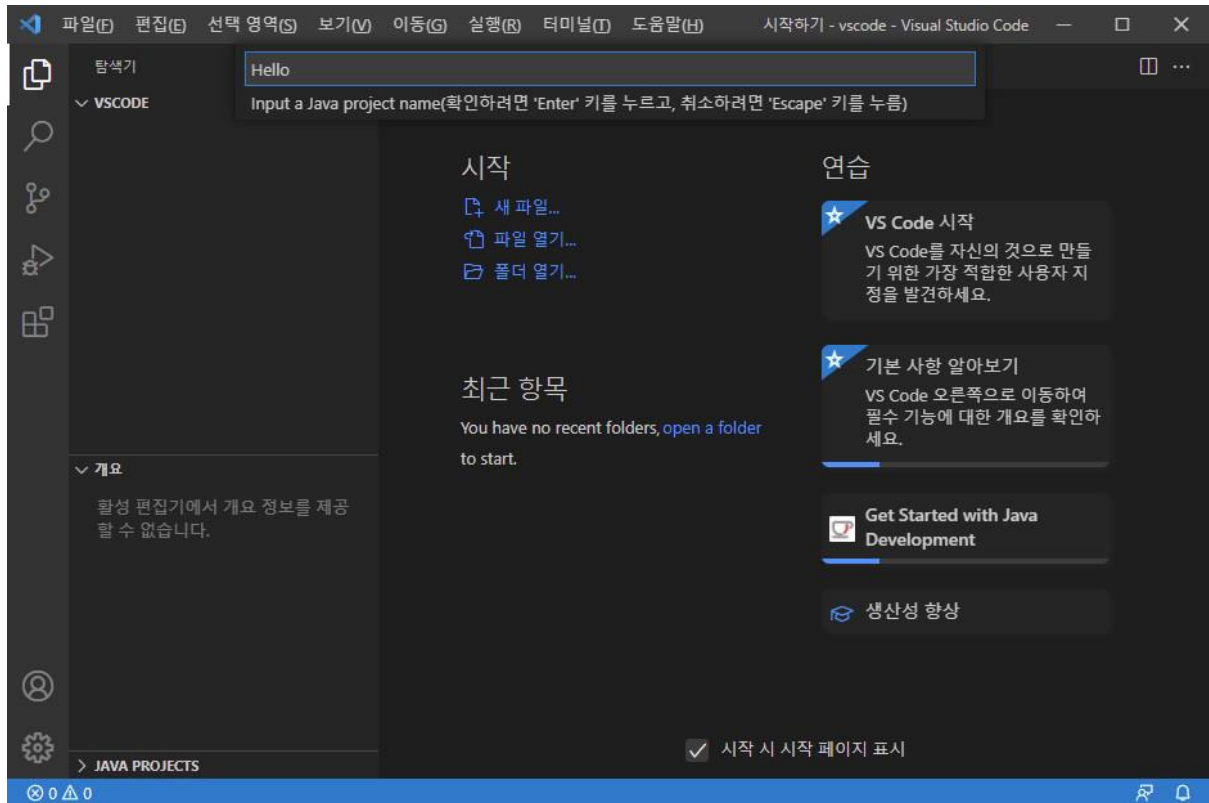 파일(F) 편집(E) 선택 영역(S) 보기(V) 이동(G) 실행(R) 터미널(T) 도움말(H) 시작하기 - vscode - Visual Studio Code
탐색기
Hello
VSCODE
Input a Java project name(확인하려면 'Enter' 키를 누르고, 취소하려면 'Escape' 키를 누름)
시작
새 파일...
파일 열기...
폴더 열기...
최근 항목
You have no recent folders, open a folder
to start.
연습
VS Code 시작
VS Code를 자신의 것으로 만들
기 위한 가장 적합한 사용자 지
정을 발견하세요.
기본 사항 알아보기
VS Code 오른쪽으로 이동하여
필수 기능에 대한 개요를 확인하
세요.
Get Started with Java
Development
생산성 향상
개요
활성 편집기에서 개요 정보를 제공
할 수 없습니다.
시작 시 시작 페이지 표시
JAVA PROJECTS
0 0